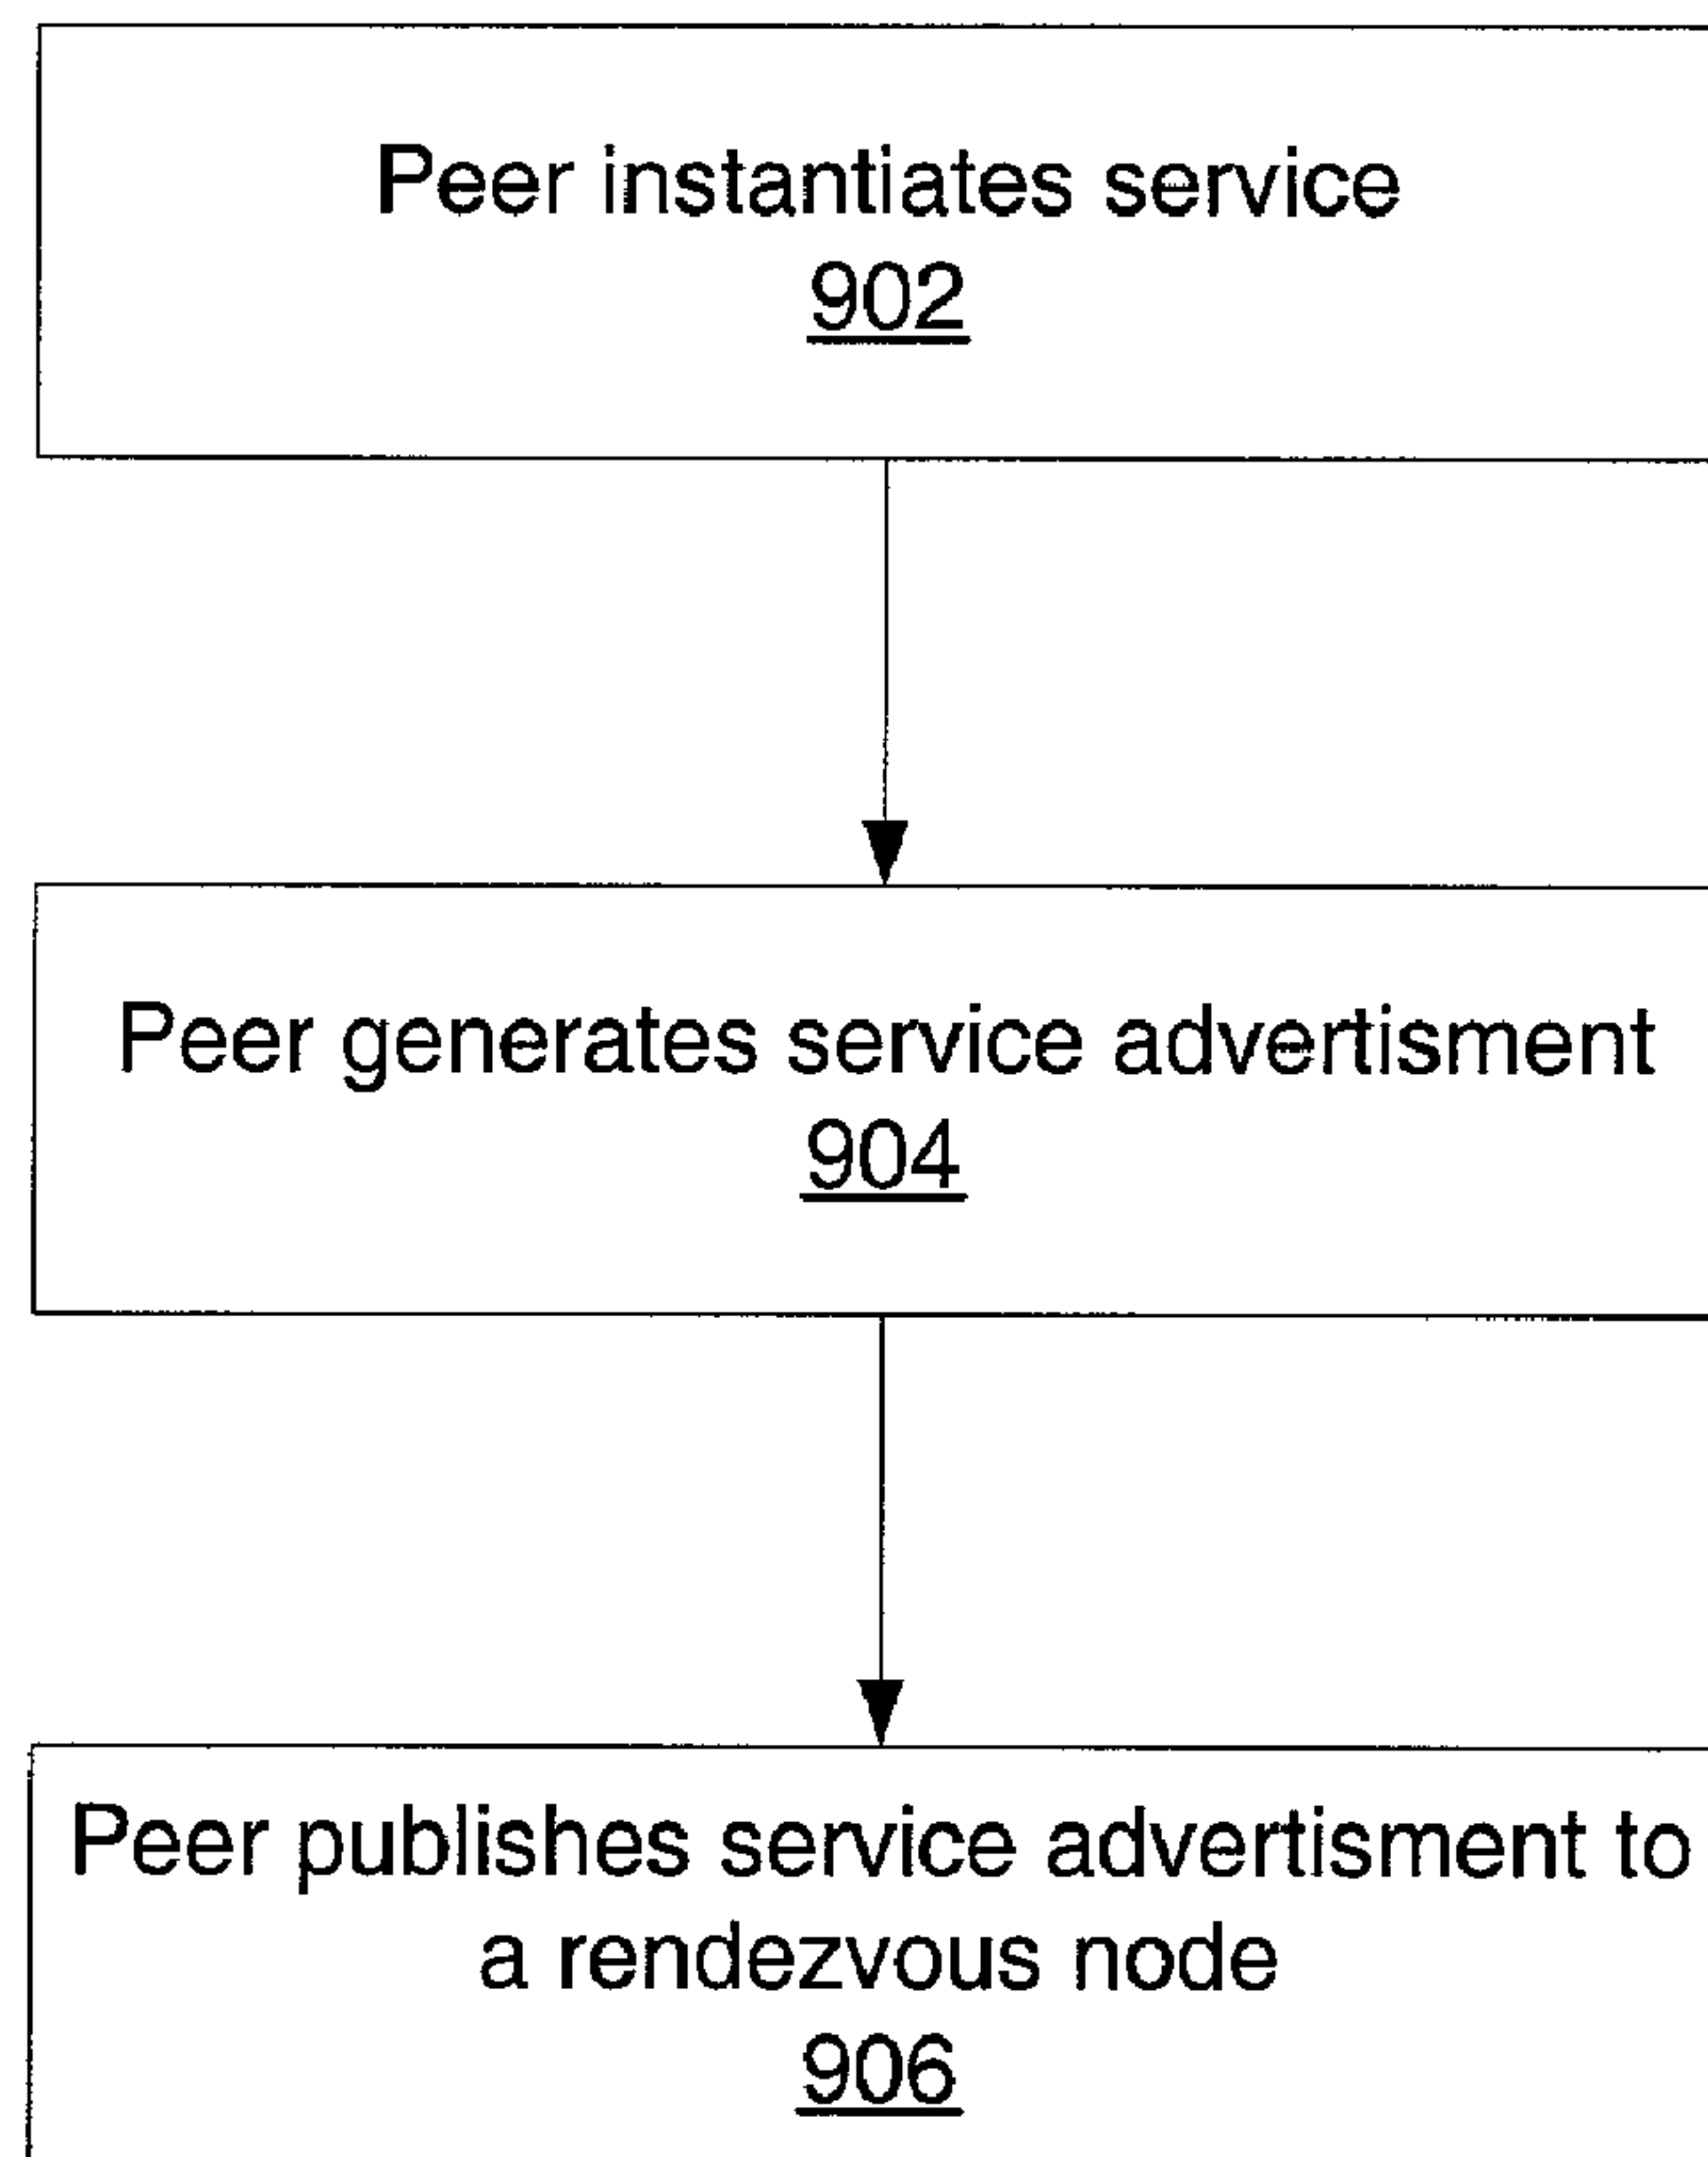 Peer instantiates service
902
Peer generates service advertisment
904
Peer publishes service advertisment to
a rendezvous node
906